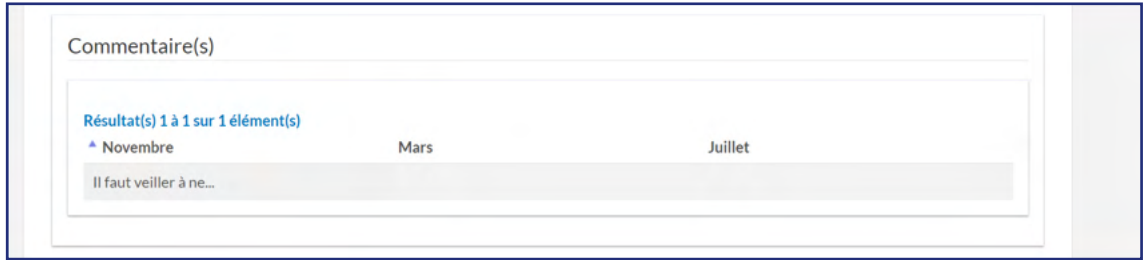 Commentaire(s)
Résultat(s) 1 à 1 sur 1 élément(s)
Novembre Mars Juillet
Il faut veiller à ne...